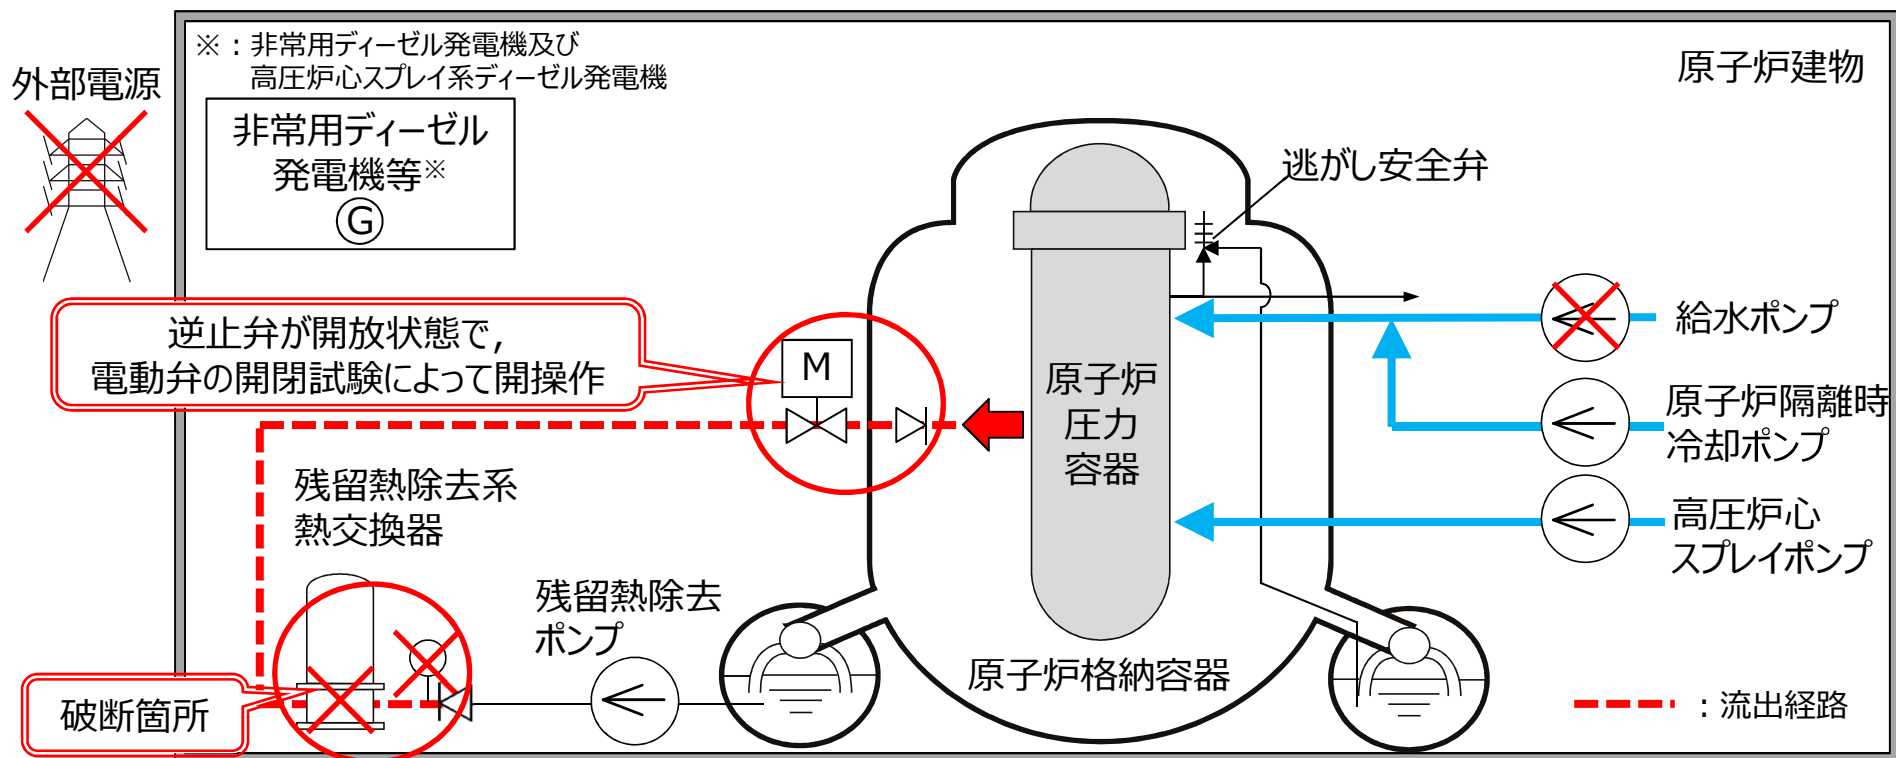 ※：非常用ディーゼル発電機及び
高圧炉心スプレイ系ディーゼル発電機
原子炉建物
外部電源
非常用ディーゼル
発電機等※
G
逃がし安全弁
逆止弁が開放状態で，
電動弁の開閉試験によって開操作
M
給水ポンプ
原子炉
圧力
容器
原子炉隔離時
冷却ポンプ
残留熱除去系
熱交換器
高圧炉心
スプレイポンプ
残留熱除去
ポンプ
原子炉格納容器
破断箇所
：流出経路